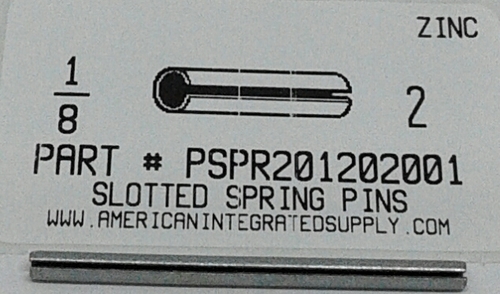 ZINC
1/8
2
PART # PSPR201202001
SLOTTED SPRING PINS
WWW.AMERICANINTEGRATEDSUPPLY.COM